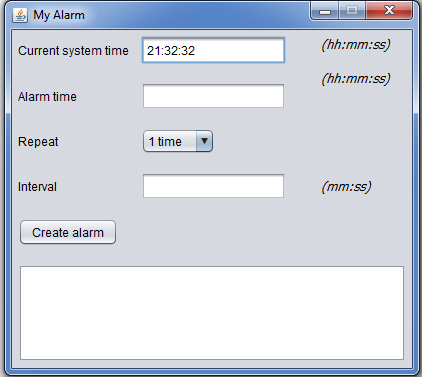 My Alarm
Current system time 21:32:32 (hh:mm:ss)
(hh:mm:ss)
Alarm time
Repeat 1 time
Interval (mm:ss)
Create alarm